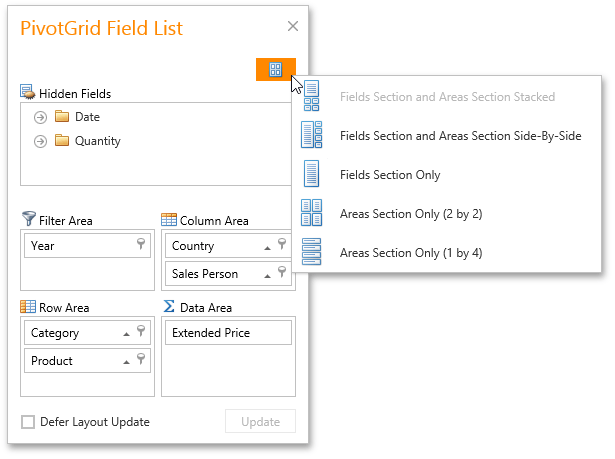 PivotGrid Field List
Hidden Fields
Date
Quantity
Fields Section and Areas Section Stacked
Fields Section and Areas Section Side-By-Side
Fields Section Only
Areas Section Only (2 by 2)
Areas Section Only (1 by 4)
Filter Area
Year
Column Area
Country
Sales Person
Row Area
Category
Product
Data Area
Extended Price
Defer Layout Update
Update